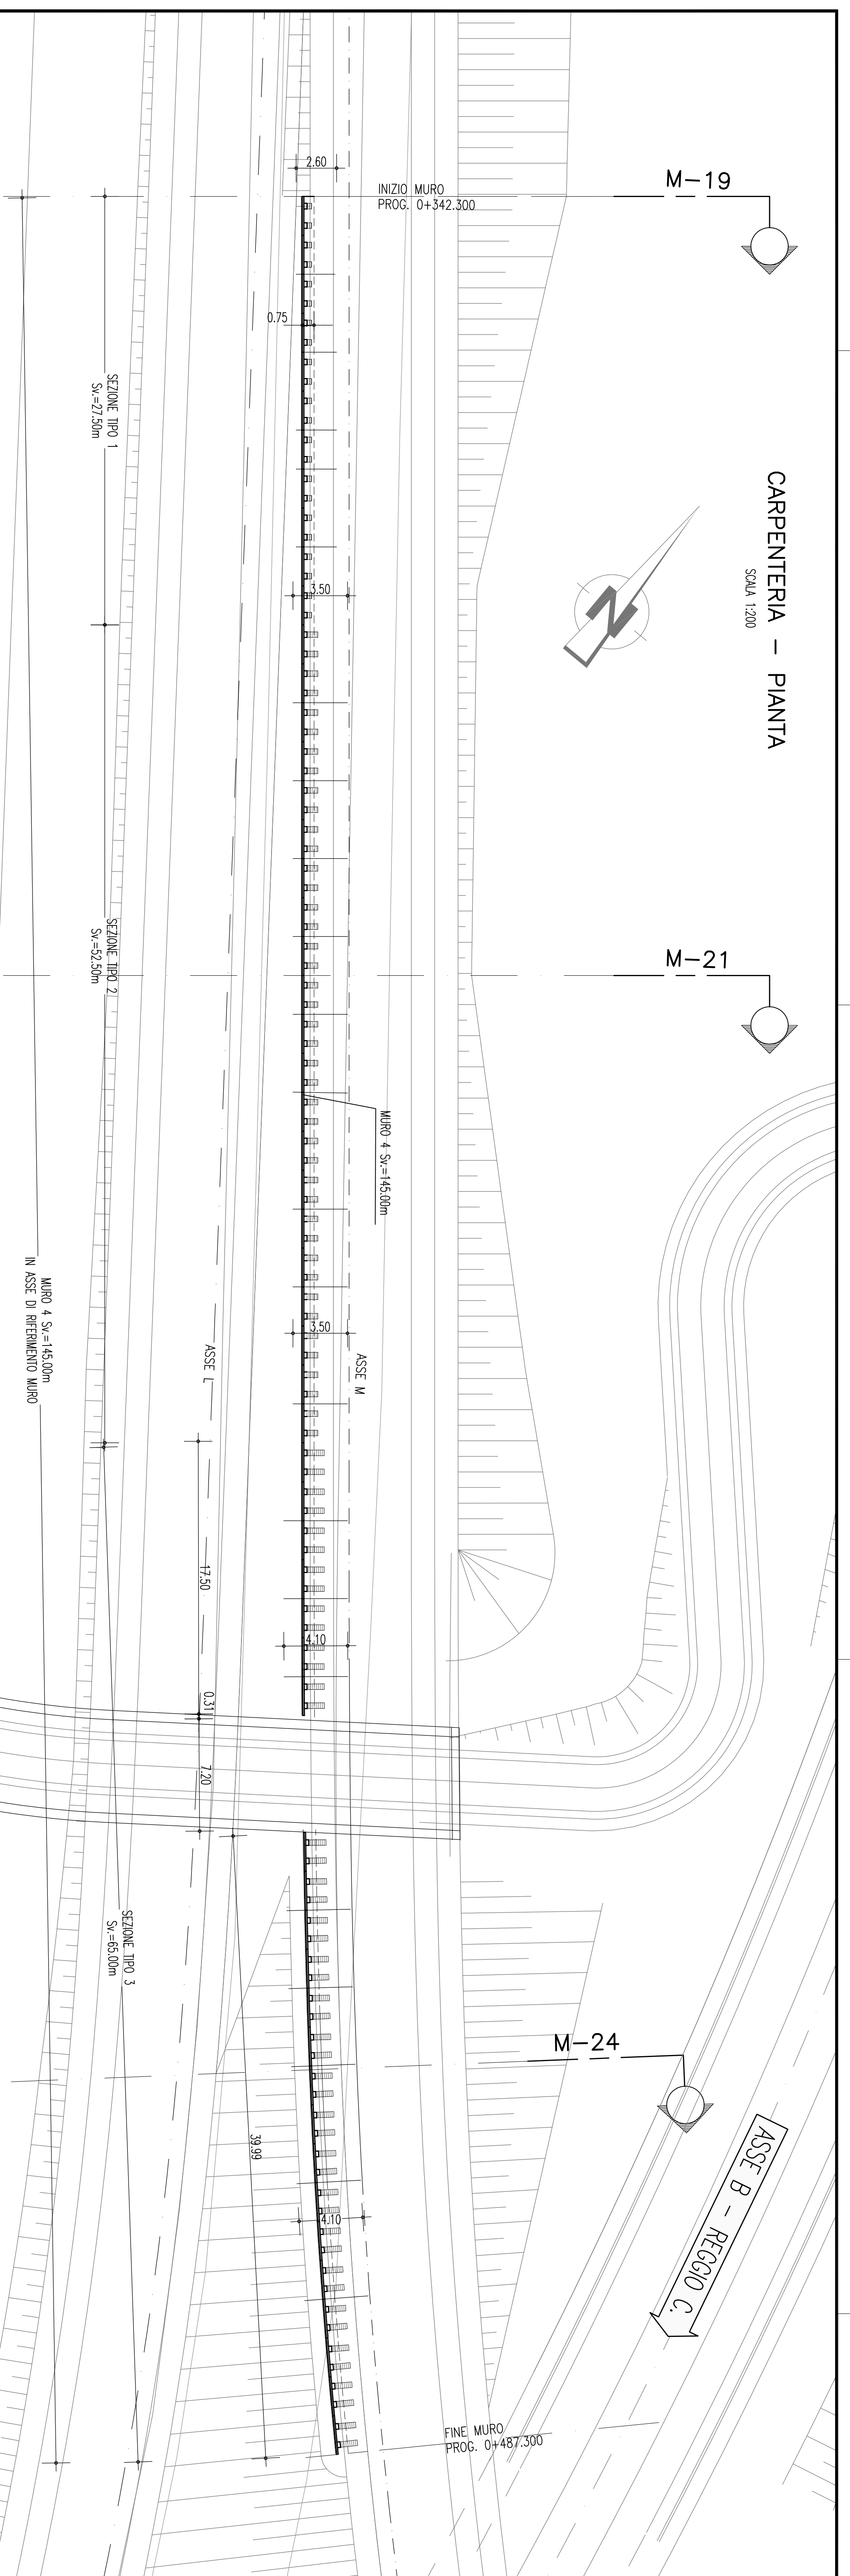 M-19
2.60
INIZIO MURO
PROG. 0+342.300
0.75
SEZIONE TIPO 1
Sv.=27.50m
CARPENTERIA - PIANTA
SCALA 1:200
N
3.50
M-21
SEZIONE TIPO 2
Sv.=52.50m
MURO 4 Sv.=145.00m
MURO 4 Sv.=145.00m
IN ASSE DI RIFERIMENTO MURO
3.50
ASSE L
ASSE M
17.50
4.10
0.31
7.20
SEZIONE TIPO 3
Sv.=65.00m
M-24
39.99
4.10
ASSE B - REGGIO C.
FINE MURO
PROG. 0+487.300